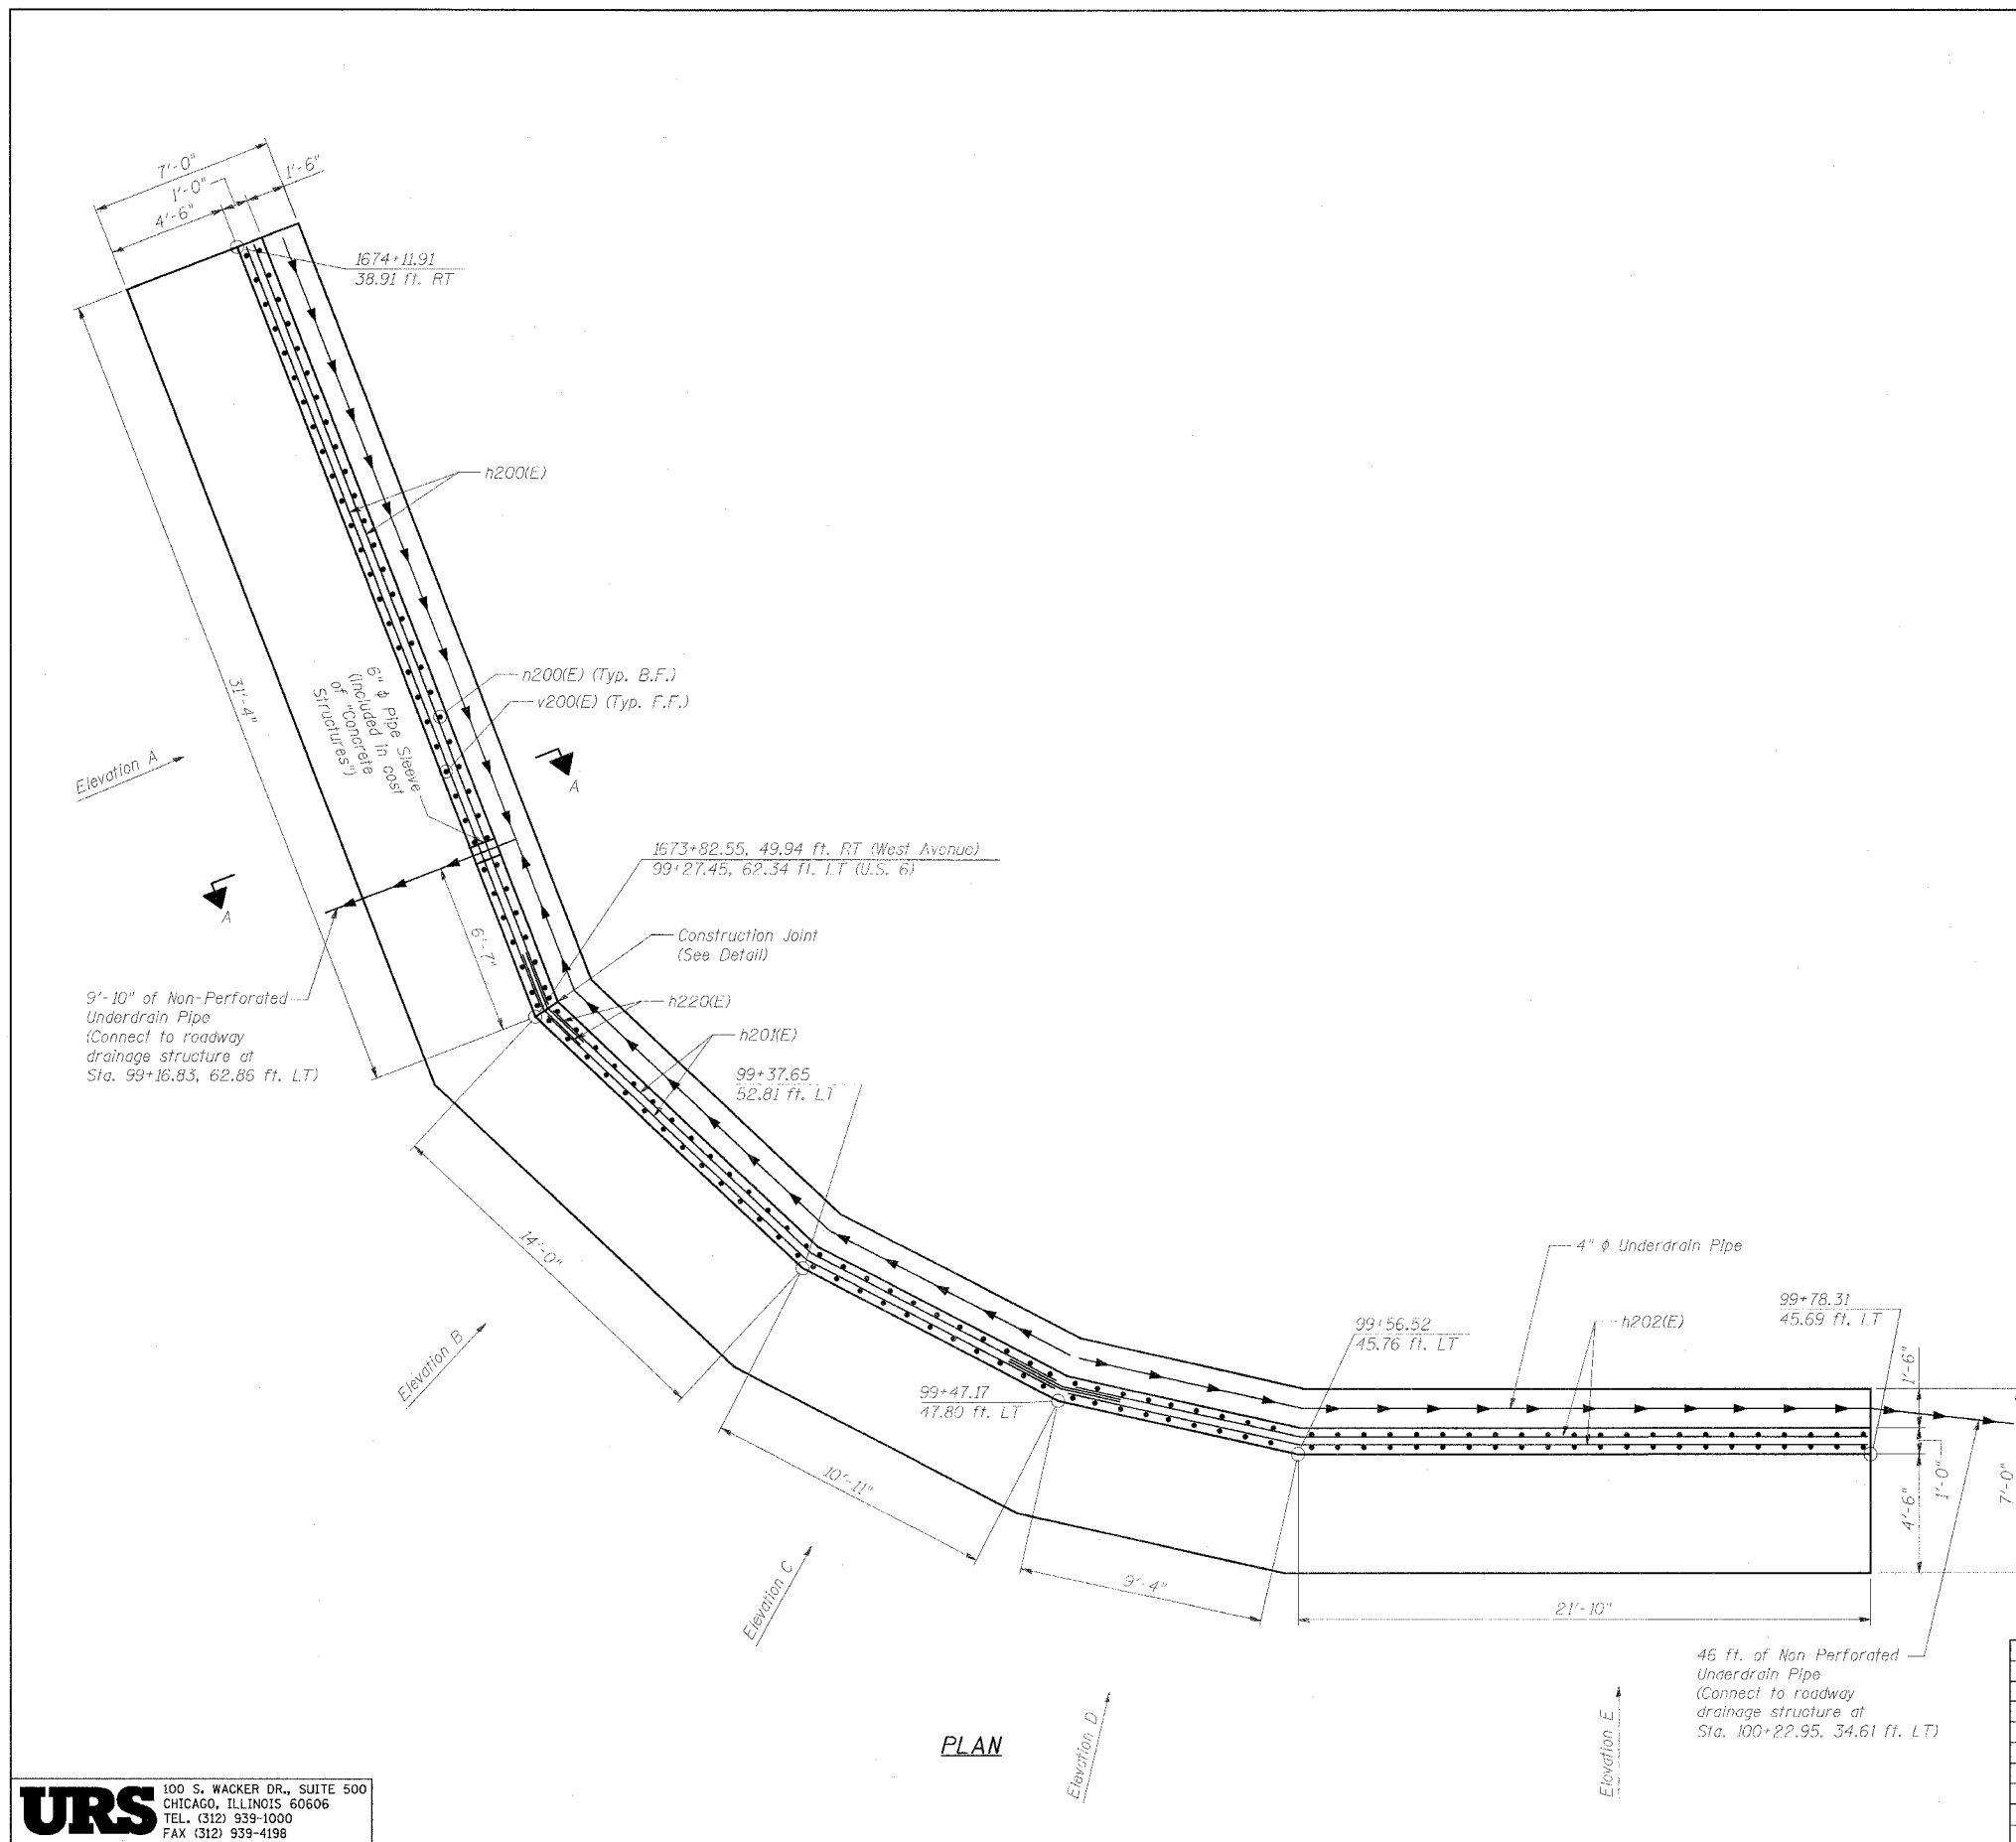 7'-0"
1'-0"
1'-6"
4'-6"
1674+11.91
38.91 ft. RT
h200(E)
31'-4"
n200(E) (Typ. B.F.)
v200(E) (Typ. F.F.)
6" φ Pipe Sleeve
(included in cost
of "Concrete
Structures")
Elevation A
A
A
1673+82.55, 49.94 ft. RT (West Avenue)
99+27.45, 62.34 ft. LT (U.S. 6)
6'-7"
Construction Joint
(See Detail)
h220(E)
h201(E)
9'-10" of Non-Perforated
Underdrain Pipe
(Connect to roadway
drainage structure at
Sta. 99+16.83, 62.86 ft. LT)
99+37.65
52.81 ft. LT
14'-0"
Elevation B
4" φ Underdrain Pipe
99+78.31
45.69 ft. LT
99+56.52
45.76 ft. LT
h202(E)
1'-6"
99+47.17
47.80 ft. LT
10'-11"
4'-6"
1'-0"
7'-0"
Elevation C
9'-4"
21'-10"
46 ft. of Non Perforated
Underdrain Pipe
(Connect to roadway
drainage structure at
Sta. 100+22.95, 34.61 ft. LT)
Elevation D
Elevation E
PLAN
URS
100 S. WACKER DR., SUITE 500
CHICAGO, ILLINOIS 60606
TEL. (312) 939-1000
FAX (312) 939-4198